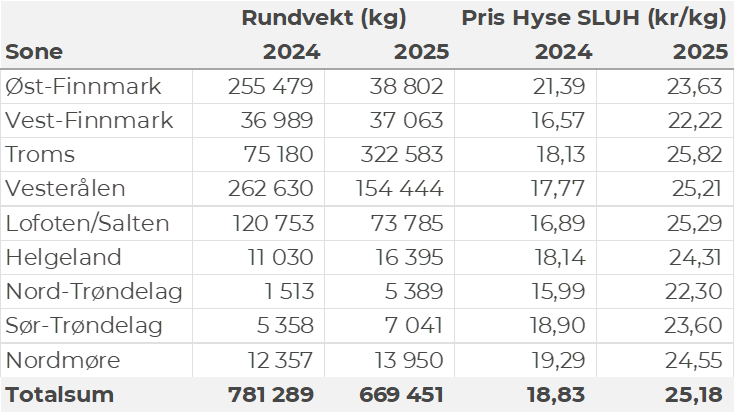 Rundvekt (kg) Pris Hyse SLUH (kr/kg)
Sone 2024 2025 2024 2025
Øst-Finnmark 255 479 38 802 21,39 23,63
Vest-Finnmark 36 989 37 063 16,57 22,22
Troms 75 180 322 583 18,13 25,82
Vesterålen 262 630 154 444 17,77 25,21
Lofoten/Salten 120 753 73 785 16,89 25,29
Helgeland 11 030 16 395 18,14 24,31
Nord-Trøndelag 1 513 5 389 15,99 22,30
Sør-Trøndelag 5 358 7 041 18,90 23,60
Nordmøre 12 357 13 950 19,29 24,55
Totalsum 781 289 669 451 18,83 25,18